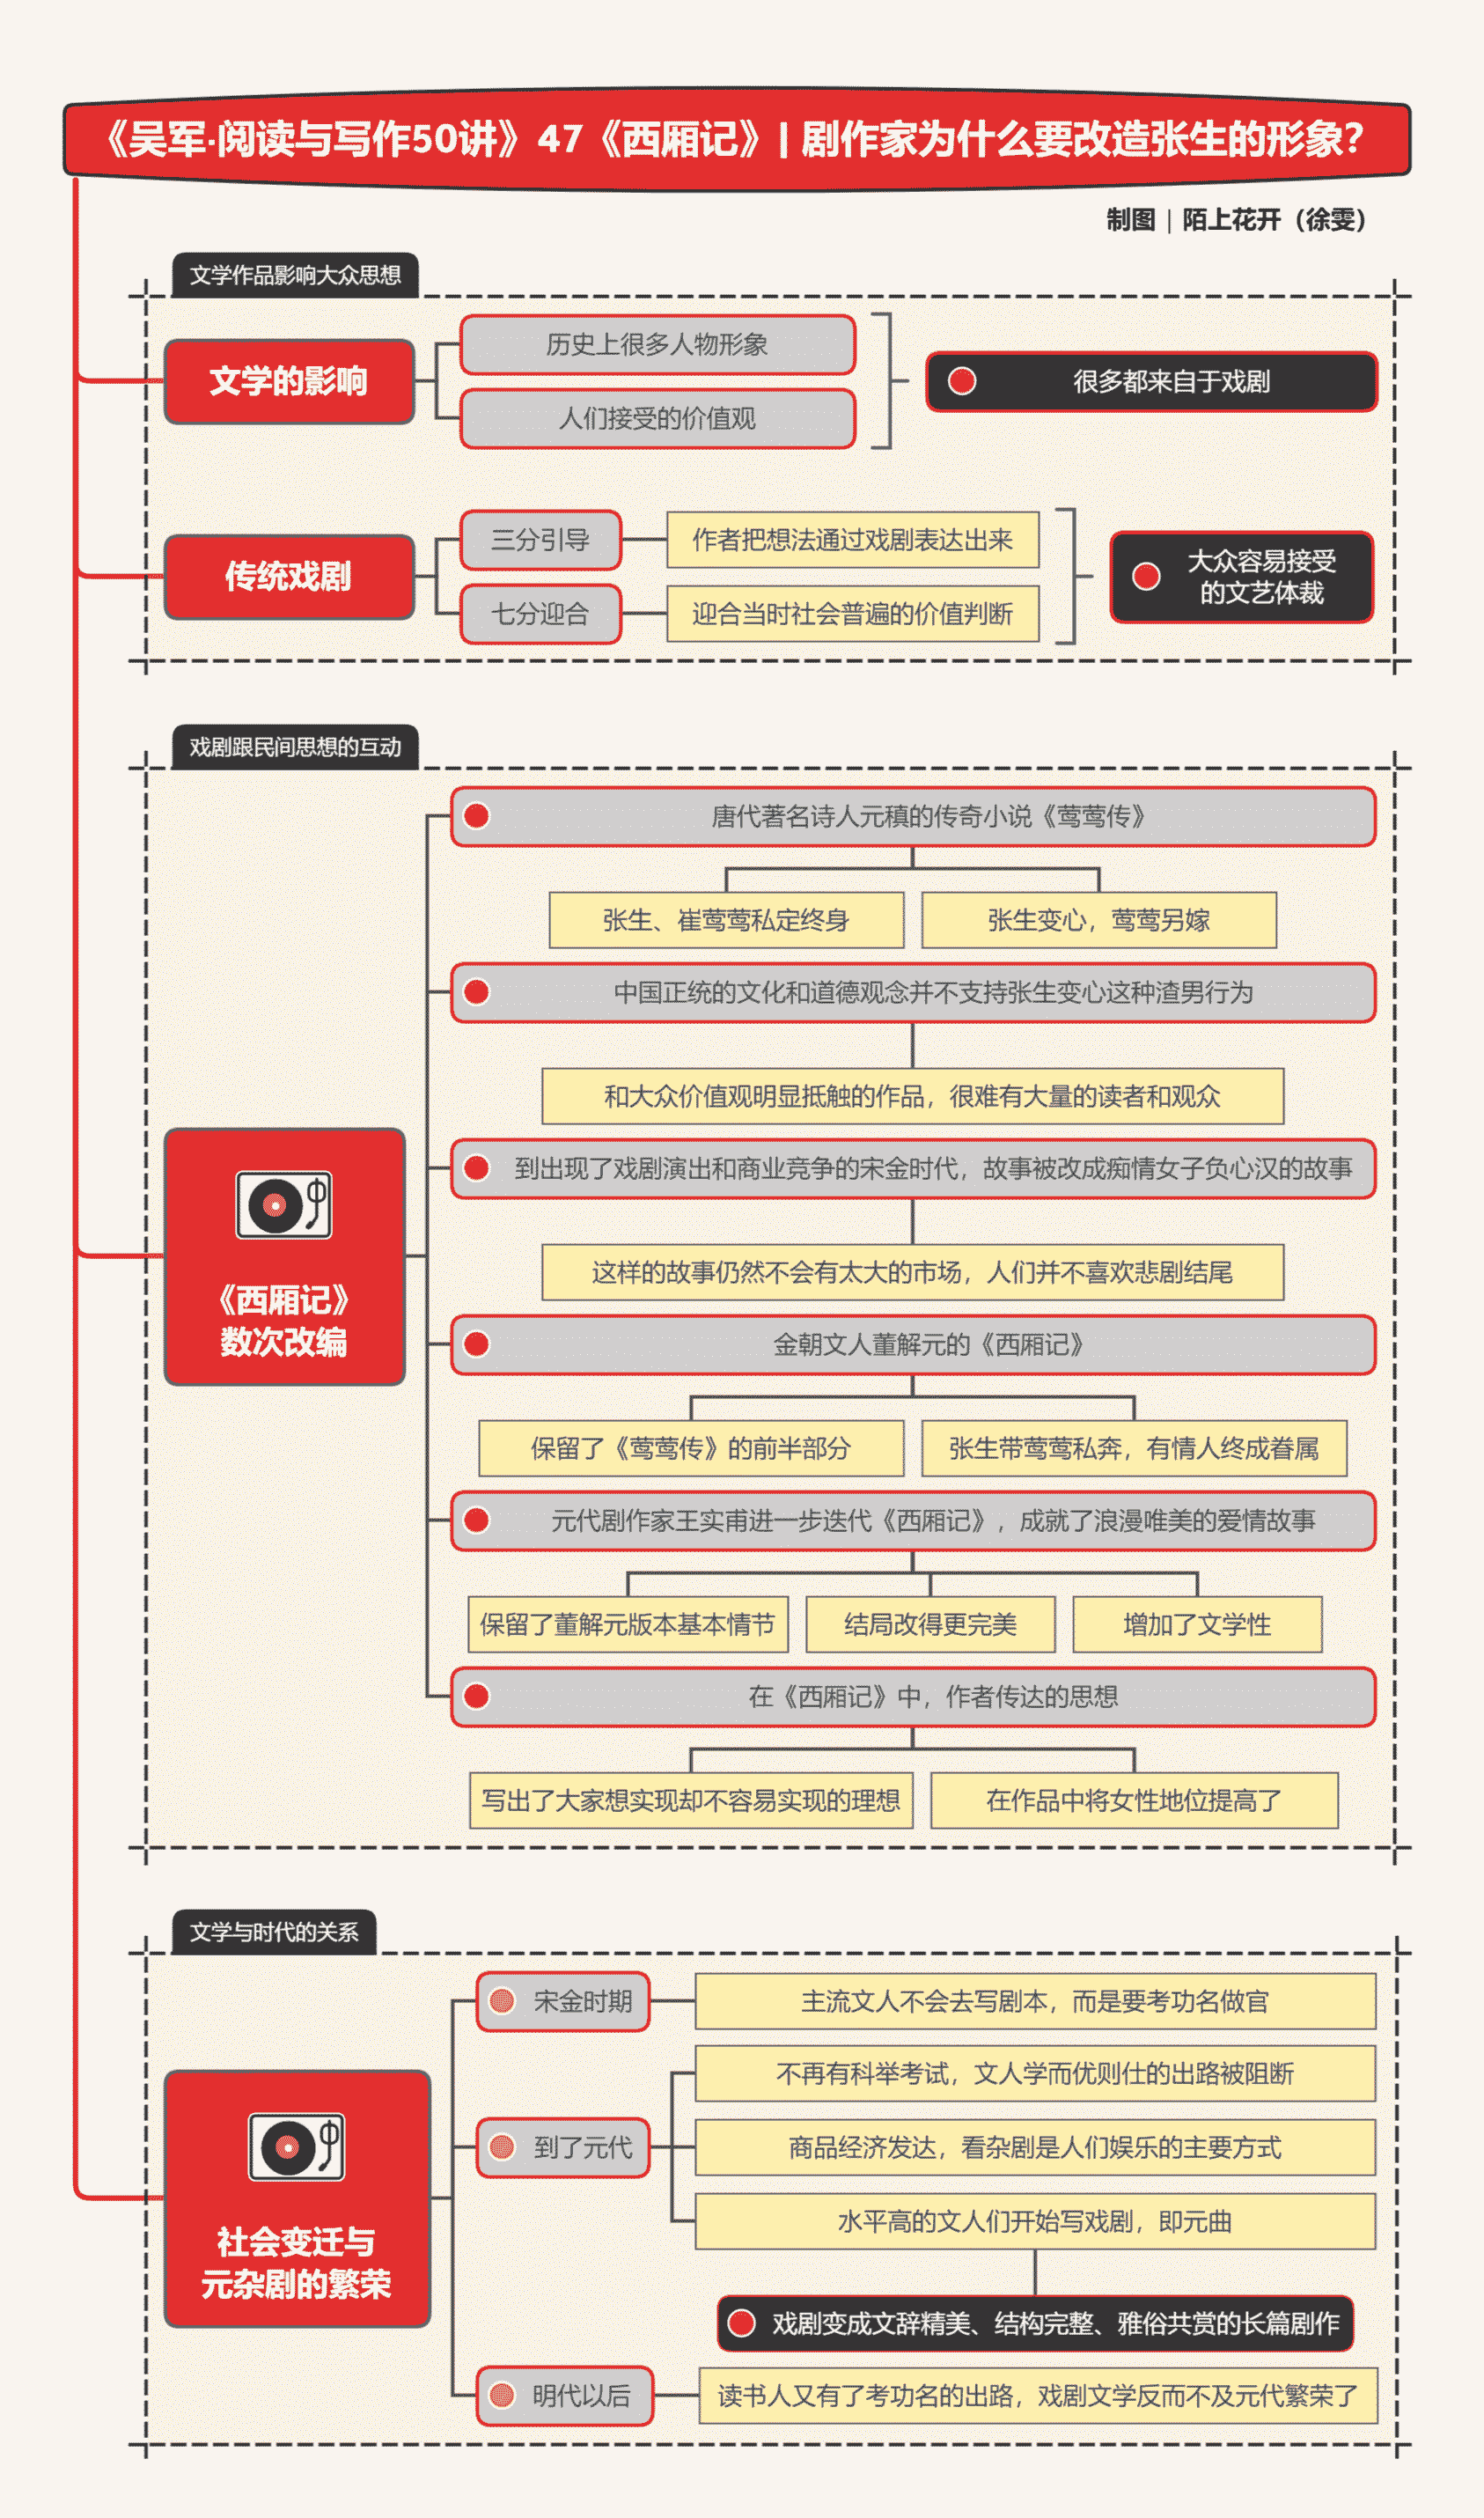 《吴军·阅读与写作50讲》47《西厢记》| 剧作家为什么要改造张生的形象?
制图｜陌上花开（徐雯）
文学作品影响大众思想
文学的影响
历史上很多人物形象
人们接受的价值观
很多都来自于戏剧
传统戏剧
三分引导
作者把想法通过戏剧表达出来
七分迎合
迎合当时社会普遍的价值判断
大众容易接受
的文艺体裁
戏剧跟民间思想的互动
《西厢记》
数次改编
唐代著名诗人元稹的传奇小说《莺莺传》
张生、崔莺莺私定终身
张生变心，莺莺另嫁
中国正统的文化和道德观念并不支持张生变心这种渣男行为
和大众价值观明显抵触的作品，很难有大量的读者和观众
到出现了戏剧演出和商业竞争的宋金时代，故事被改成痴情女子负心汉的故事
这样的故事仍然不会有太大的市场，人们并不喜欢悲剧结尾
金朝文人董解元的《西厢记》
保留了《莺莺传》的前半部分
张生带莺莺私奔，有情人终成眷属
元代剧作家王实甫进一步迭代《西厢记》，成就了浪漫唯美的爱情故事
保留了董解元版本基本情节
结局改得更完美
增加了文学性
在《西厢记》中，作者传达的思想
写出了大家想实现却不容易实现的理想
在作品中将女性地位提高了
文学与时代的关系
社会变迁与
元杂剧的繁荣
宋金时期
主流文人不会去写剧本，而是要考功名做官
到了元代
不再有科举考试，文人学而优则仕的出路被阻断
商品经济发达，看杂剧是人们娱乐的主要方式
水平高的文人们开始写戏剧，即元曲
戏剧变成文辞精美、结构完整、雅俗共赏的长篇剧作
明代以后
读书人又有了考功名的出路，戏剧文学反而不及元代繁荣了